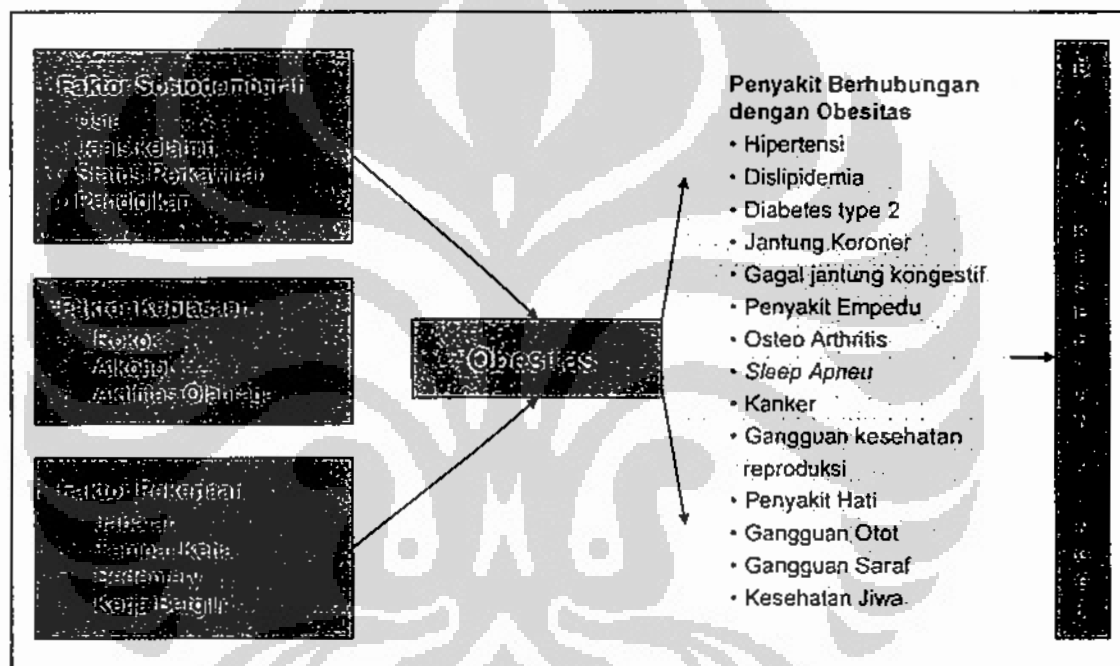 Faktor Sosiodemografi
Usia
Jenis Kelamin
Status Perkawinan
Pendidikan
Faktor Kebiasaan
Rokok
Alkohol
Aktifitas Olahraga
Faktor Pekerjaan
Jabatan
Sedentary
Kerja Bergilir
Obesitas
Penyakit Berhubungan
dengan Obesitas
• Hipertensi
• Dislipidemia
• Diabetes type 2
• Jantung Koroner
• Gagal jantung kongestif
• Penyakit Empedu
• Osteo Arthritis
• Sleep Apneu
• Kanker
• Gangguan kesehatan
reproduksi
• Penyakit Hati
• Gangguan Otot
• Gangguan Saraf
• Kesehatan Jiwa